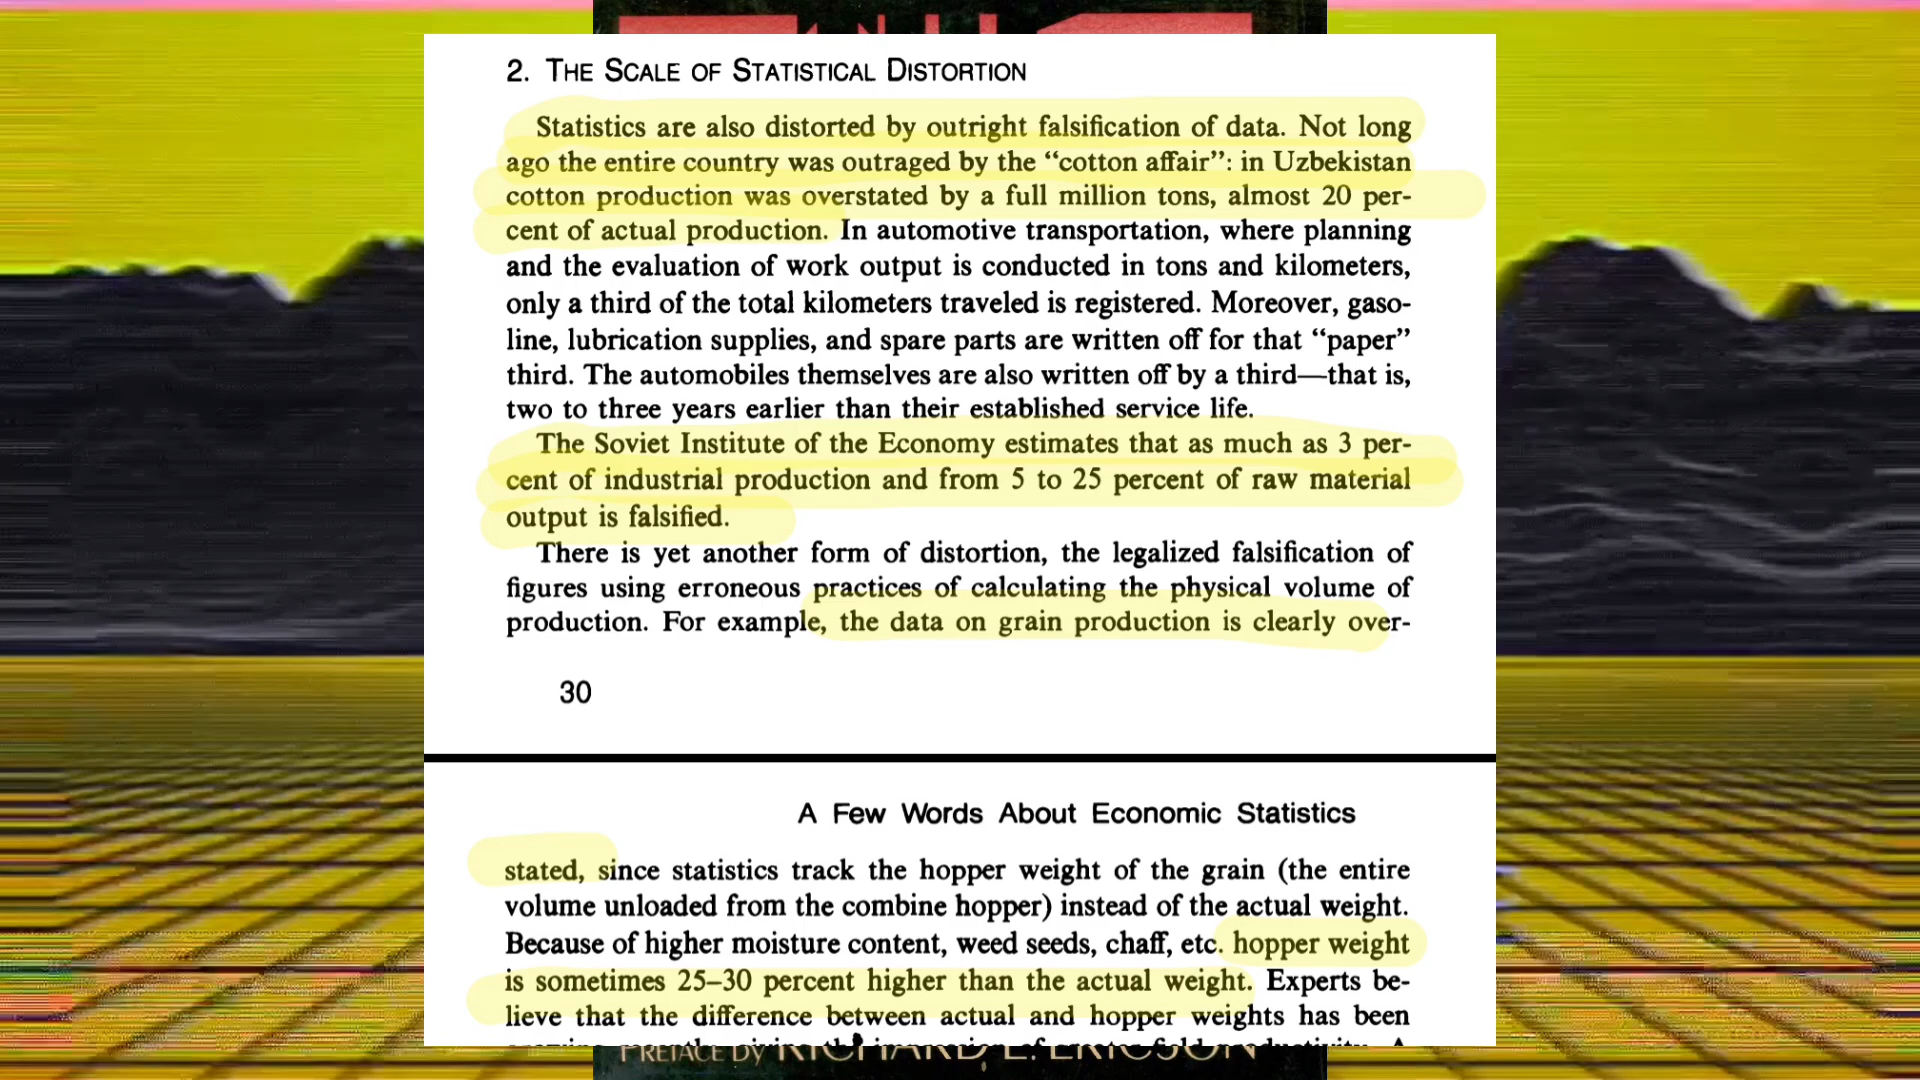 2. THE SCALE OF STATISTICAL DISTORTION
Statistics are also distorted by outright falsification of data. Not long
ago the entire country was outraged by the “cotton affair”: in Uzbekistan
cotton production was overstated by a full million tons, almost 20 per-
cent of actual production. In automotive transportation, where planning
and the evaluation of work output is conducted in tons and kilometers,
only a third of the total kilometers traveled is registered. Moreover, gaso-
line, lubrication supplies, and spare parts are written off for that “paper”
third. The automobiles themselves are also written off by a third—that is,
two to three years earlier than their established service life.
The Soviet Institute of the Economy estimates that as much as 3 per-
cent of industrial production and from 5 to 25 percent of raw material
output is falsified.
There is yet another form of distortion, the legalized falsification of
figures using erroneous practices of calculating the physical volume of
production. For example, the data on grain production is clearly over-
30
A Few Words About Economic Statistics
stated, since statistics track the hopper weight of the grain (the entire
volume unloaded from the combine hopper) instead of the actual weight.
Because of higher moisture content, weed seeds, chaff, etc. hopper weight
is sometimes 25–30 percent higher than the actual weight. Experts be-
lieve that the difference between actual and hopper weights has been
PREFACE by RICHARD E. ERICSON